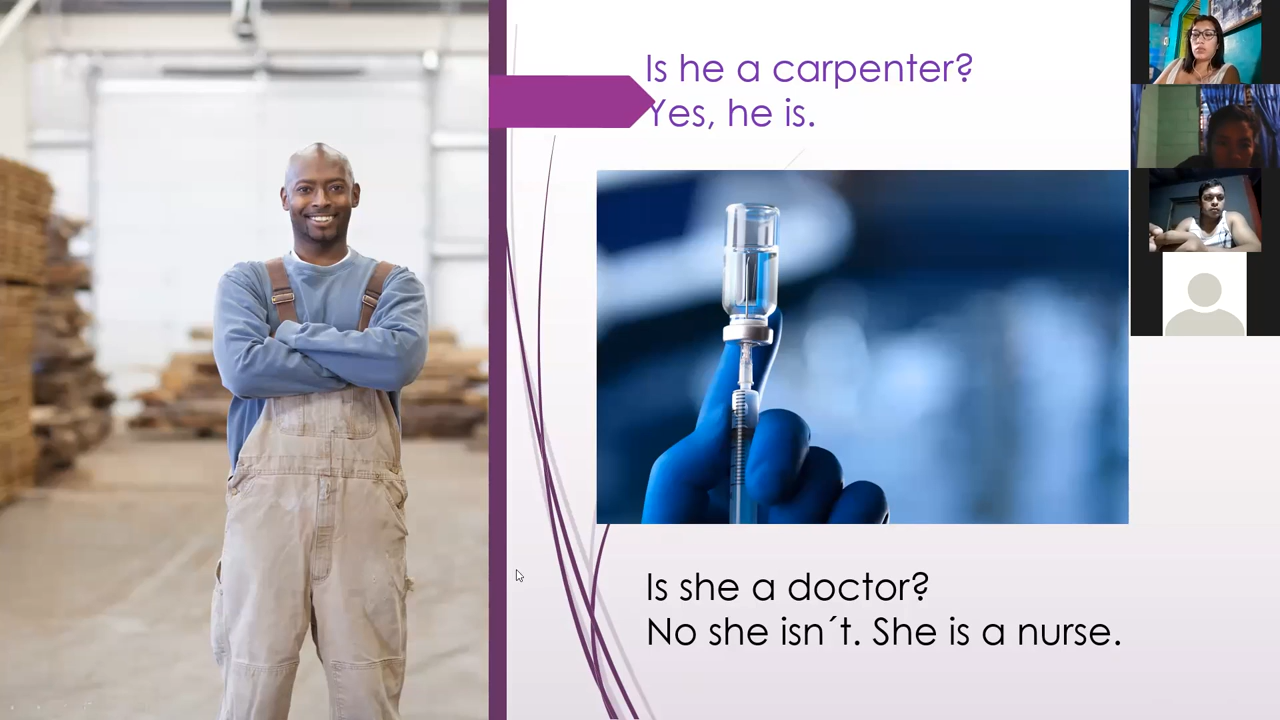 Is he a carpenter?
Yes, he is.
Is she a doctor?
No she isn´t. She is a nurse.